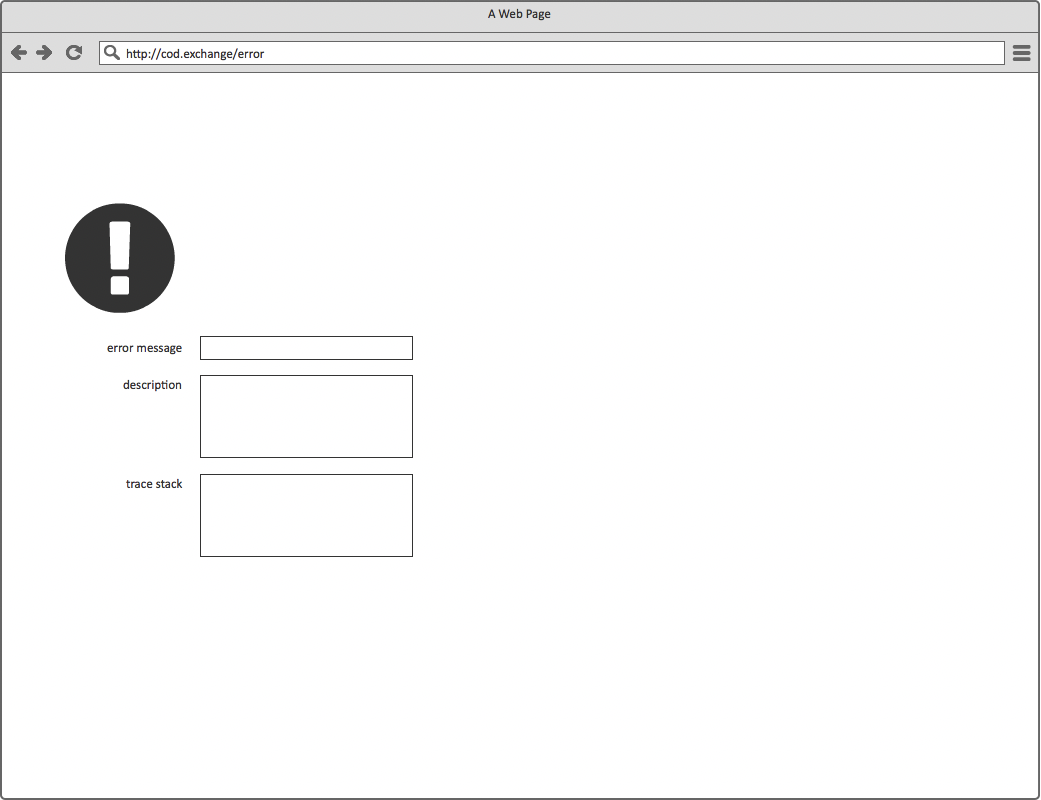 A Web Page
http://cod.exchange/error
error message
description
trace stack